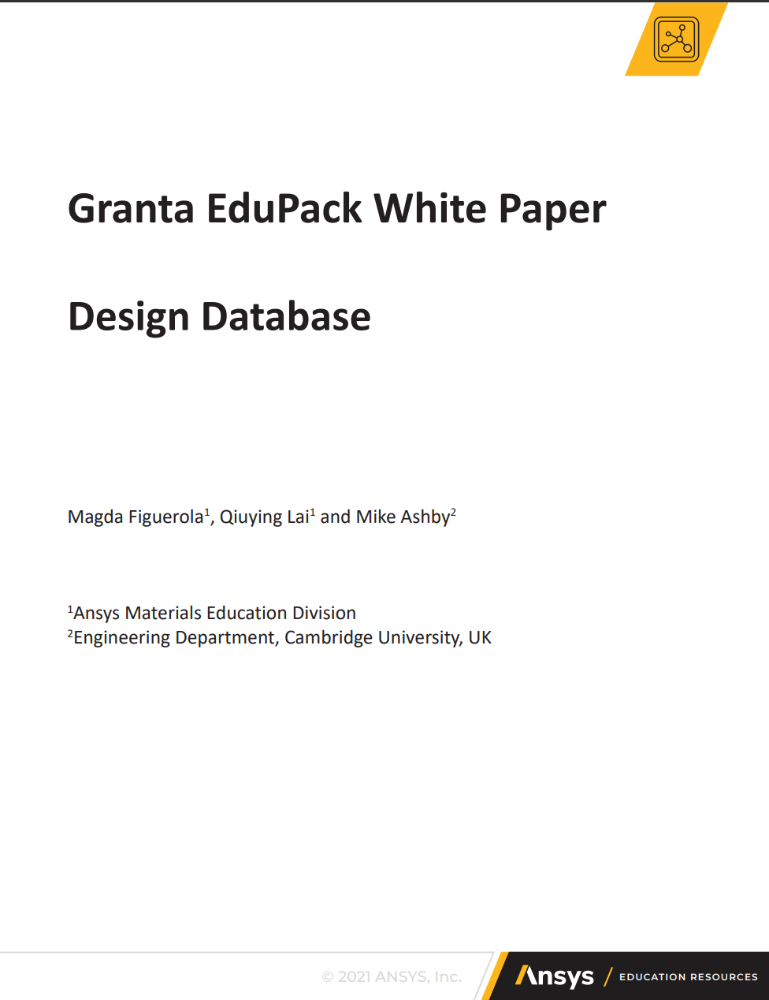 Granta EduPack White Paper
Design Database
Magda Figuerola¹, Qiuying Lai¹ and Mike Ashby²
¹Ansys Materials Education Division
²Engineering Department, Cambridge University, UK
© 2021 ANSYS, Inc.
Ansys / EDUCATION RESOURCES